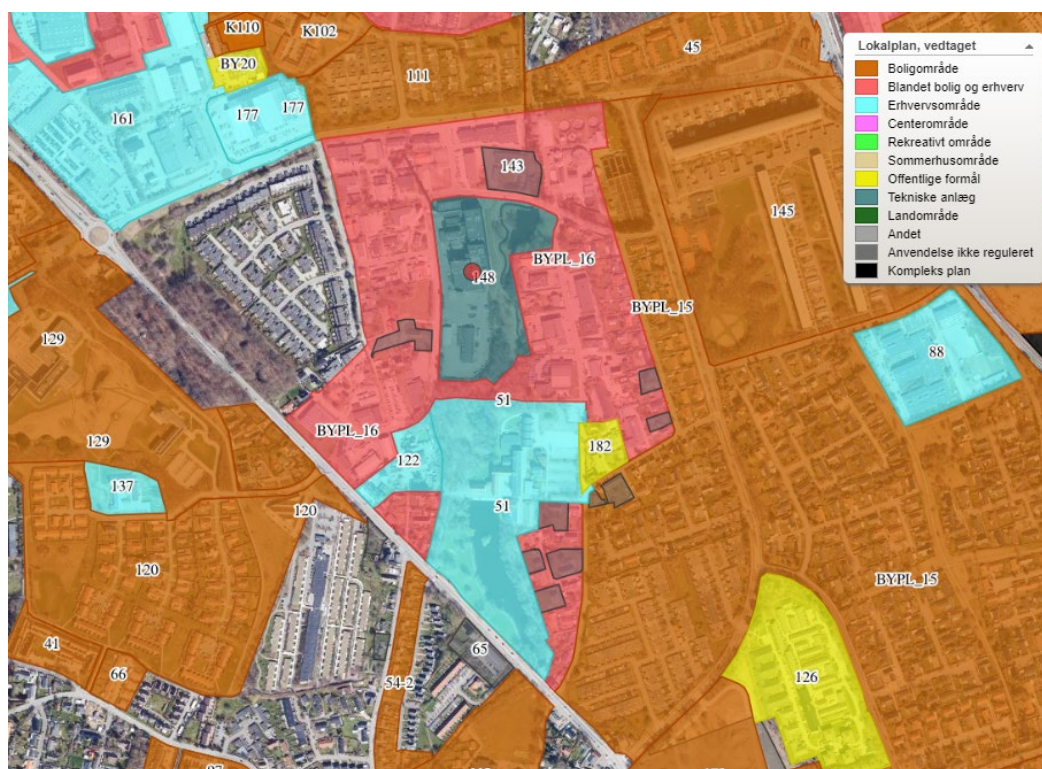 K110
K102
BY20
111
45
161
177
177
143
145
148
BYPL_16
BYPL_15
129
88
51
BYPL_16
129
122
182
137
51
120
120
BYPL_15
41
66
65
54-2
126
Lokalplan, vedtaget
Boligområde
Blandet bolig og erhverv
Erhvervsområde
Centerområde
Rekreativt område
Sommerhusområde
Offentlige formål
Tekniske anlæg
Landområde
Andet
Anvendelse ikke reguleret
Kompleks plan